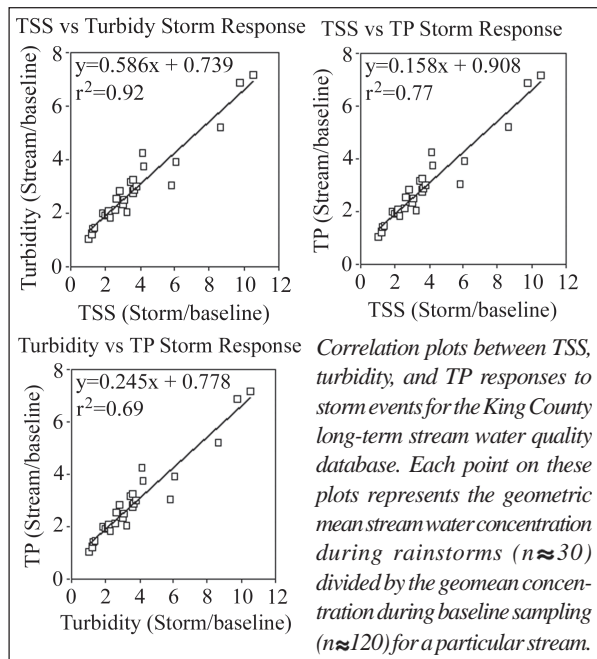 TSS vs Turbidy Storm Response
y=0.586x + 0.739
r²=0.92
Turbidity (Stream/baseline)
8
6
4
2
0
0 2 4 6 8 10 12
TSS (Storm/baseline)
TSS vs TP Storm Response
y=0.158x + 0.908
r²=0.77
TP (Stream/baseline)
8
6
4
2
0
0 2 4 6 8 10 12
TSS (Storm/baseline)
Turbidity vs TP Storm Response
y=0.245x + 0.778
r²=0.69
TP (Stream/baseline)
8
6
4
2
0
0 2 4 6 8 10 12
Turbidity (Storm/baseline)
Correlation plots between TSS,
turbidity, and TP responses to
storm events for the King County
long-term stream water quality
database. Each point on these
plots represents the geometric
mean stream water concentration
during rainstorms (n≈30)
divided by the geomean concen-
tration during baseline sampling
(n≈120) for a particular stream.